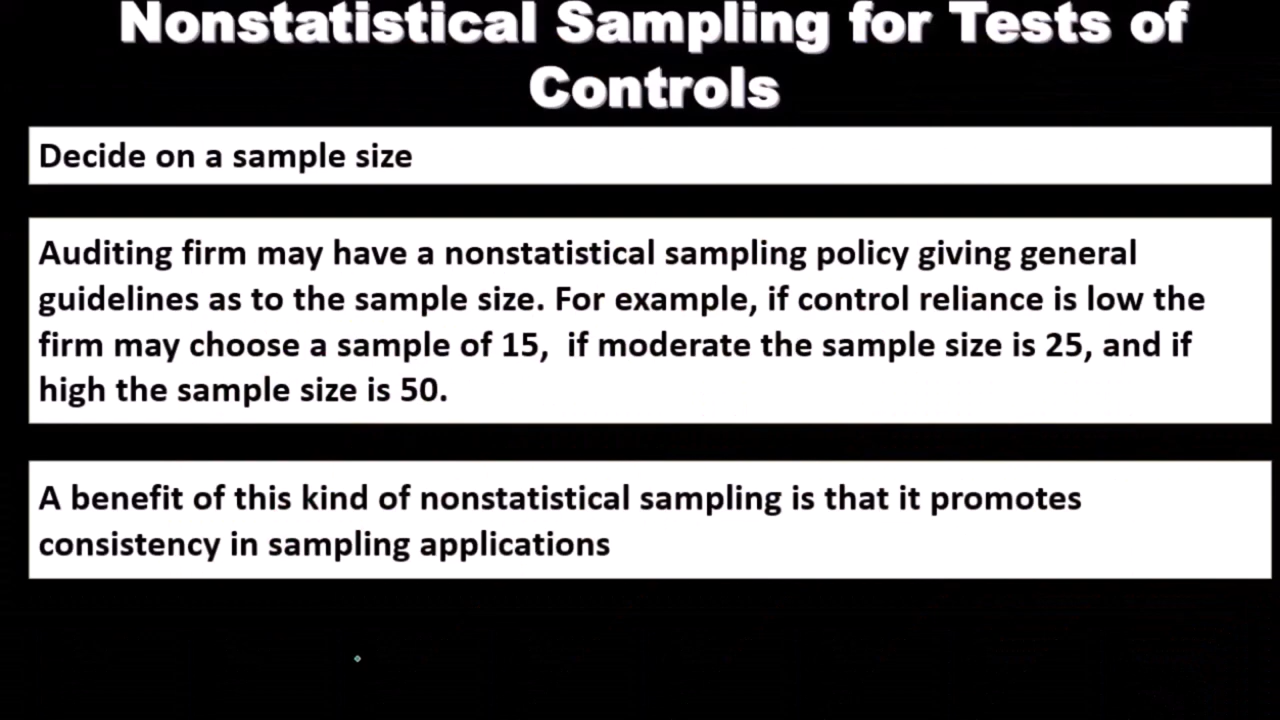 Nonstatistical Sampling for Tests of
Controls
Decide on a sample size
Auditing firm may have a nonstatistical sampling policy giving general
guidelines as to the sample size. For example, if control reliance is low the
firm may choose a sample of 15,  if moderate the sample size is 25, and if
high the sample size is 50.
A benefit of this kind of nonstatistical sampling is that it promotes
consistency in sampling applications